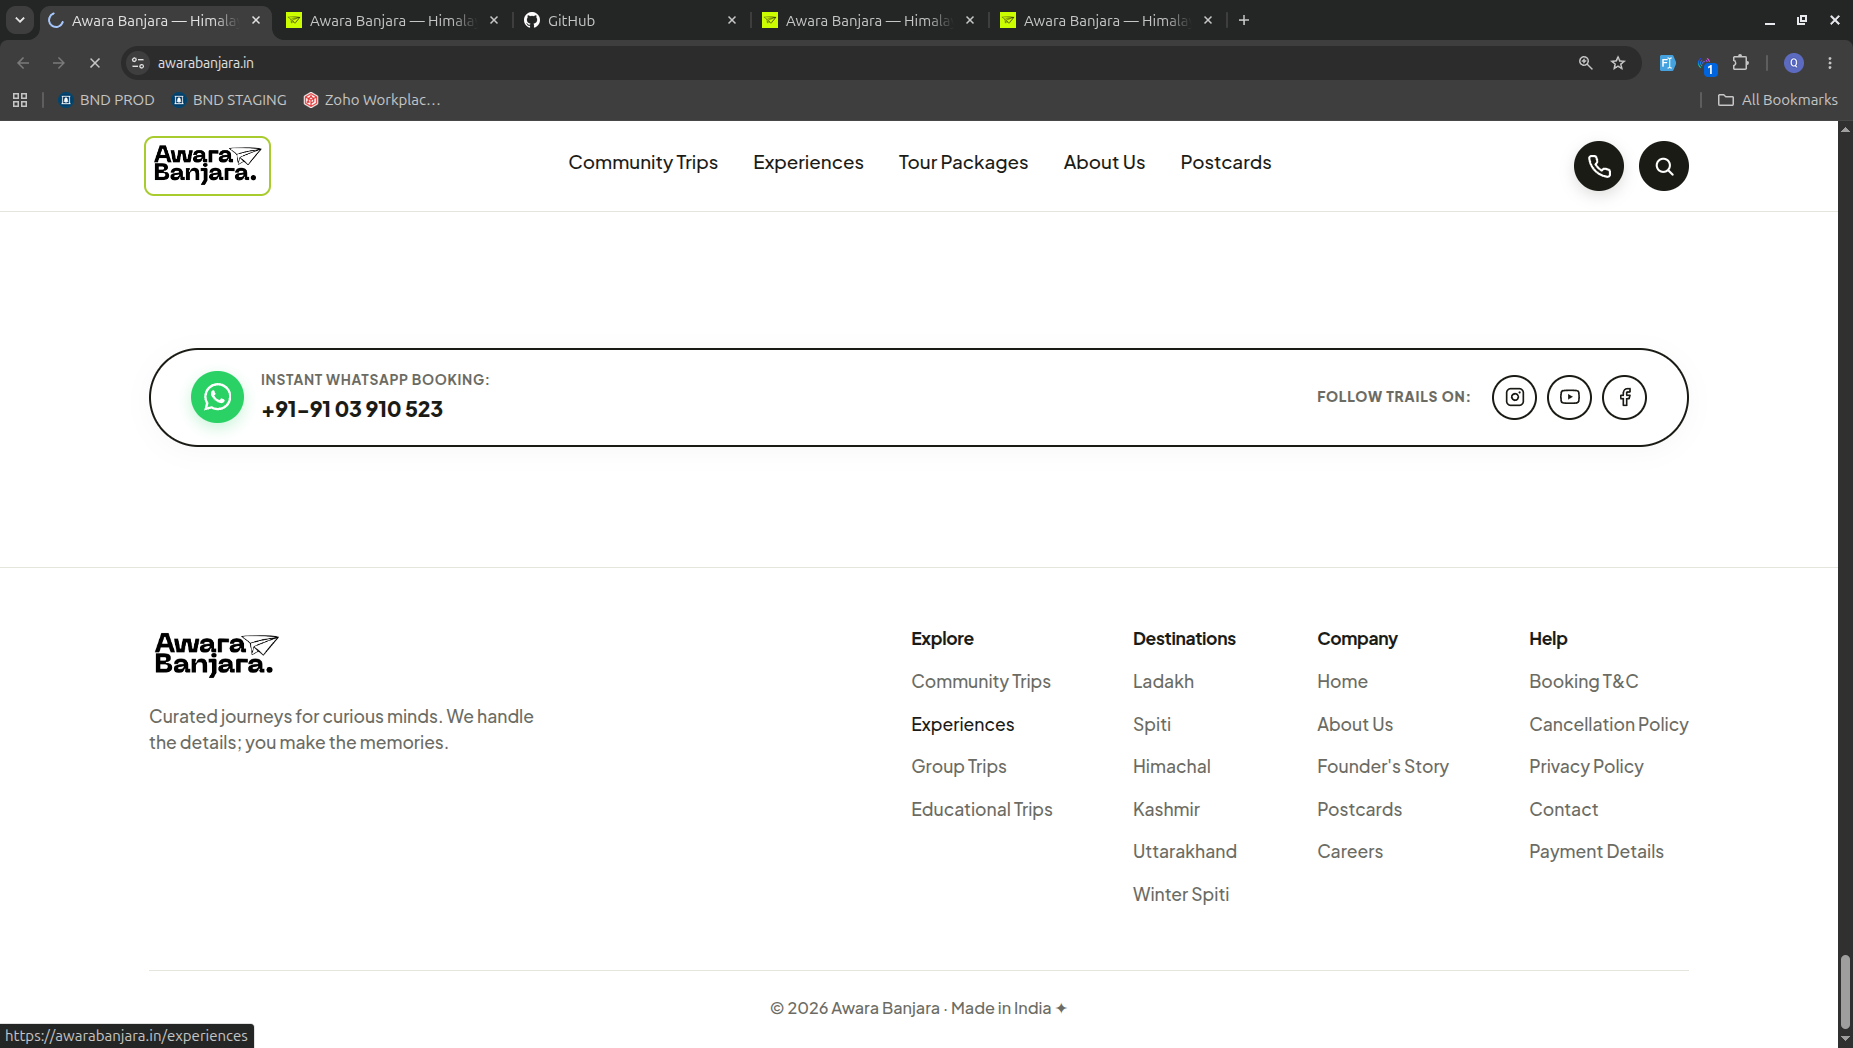 Awara Banjara — Himala
Awara Banjara — Himala
GitHub
Awara Banjara — Himala
Awara Banjara — Himala
awarabanjara.in
1
Q
BND PROD
BND STAGING
Zoho Workplac...
All Bookmarks
Awara
Banjara.
Community Trips
Experiences
Tour Packages
About Us
Postcards
INSTANT WHATSAPP BOOKING:
+91-91 03 910 523
FOLLOW TRAILS ON:
Awara
Banjara.
Curated journeys for curious minds. We handle
the details; you make the memories.
Explore
Community Trips
Experiences
Group Trips
Educational Trips
Destinations
Ladakh
Spiti
Himachal
Kashmir
Uttarakhand
Winter Spiti
Company
Home
About Us
Founder's Story
Postcards
Careers
Help
Booking T&C
Cancellation Policy
Privacy Policy
Contact
Payment Details
© 2026 Awara Banjara · Made in India ✦
https://awarabanjara.in/experiences